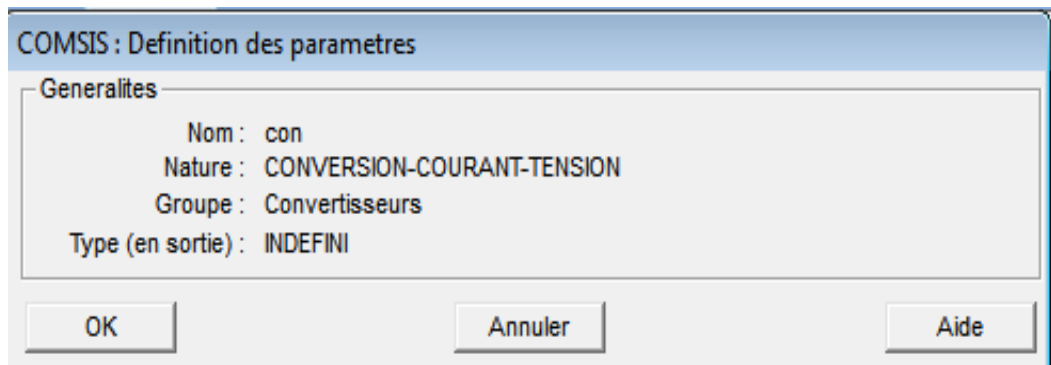 COMSIS : Definition des parametres
Generalites
Nom : con
Nature : CONVERSION-COURANT-TENSION
Groupe : Convertisseurs
Type (en sortie) : INDEFINI
OK Annuler Aide